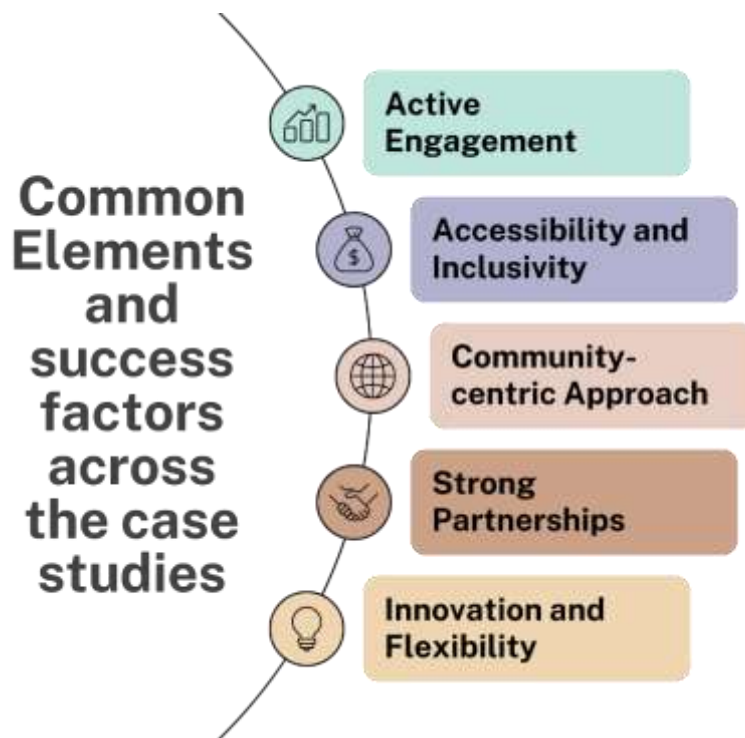 Common
Elements
and
success
factors
across
the case
studies
Active
Engagement
$
Accessibility and
Inclusivity
Community-
centric Approach
Strong
Partnerships
Innovation and
Flexibility